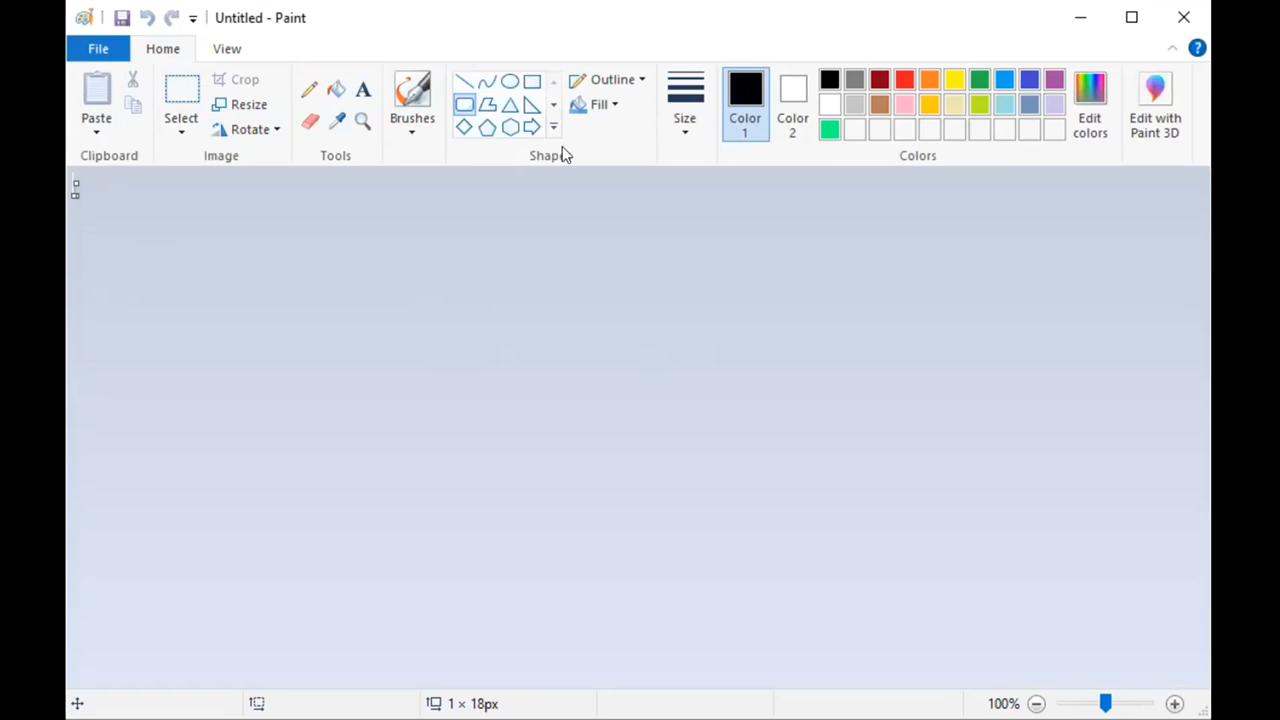 Untitled - Paint
File Home View
Crop
Outline
Resize
Fill
Paste Select Rotate Brushes Size Color 1 Color 2 Edit colors Edit with Paint 3D
Clipboard Image Tools Colors
1 × 18px 100%